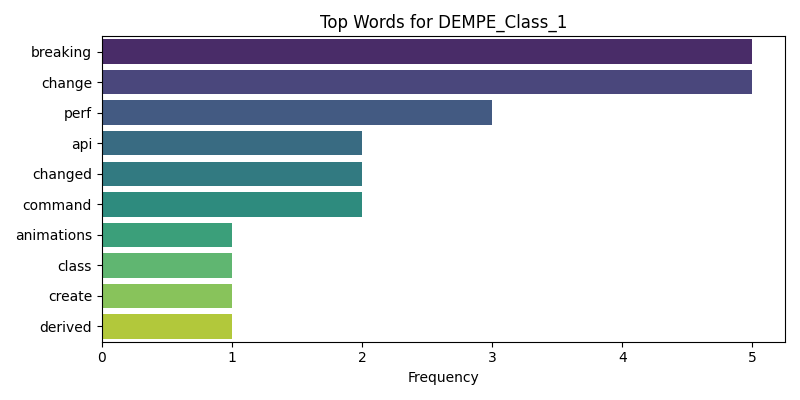 Top Words for DEMPE_Class_1
breaking
change
perf
api
changed
command
animations
class
create
derived
0 1 2 3 4 5
Frequency